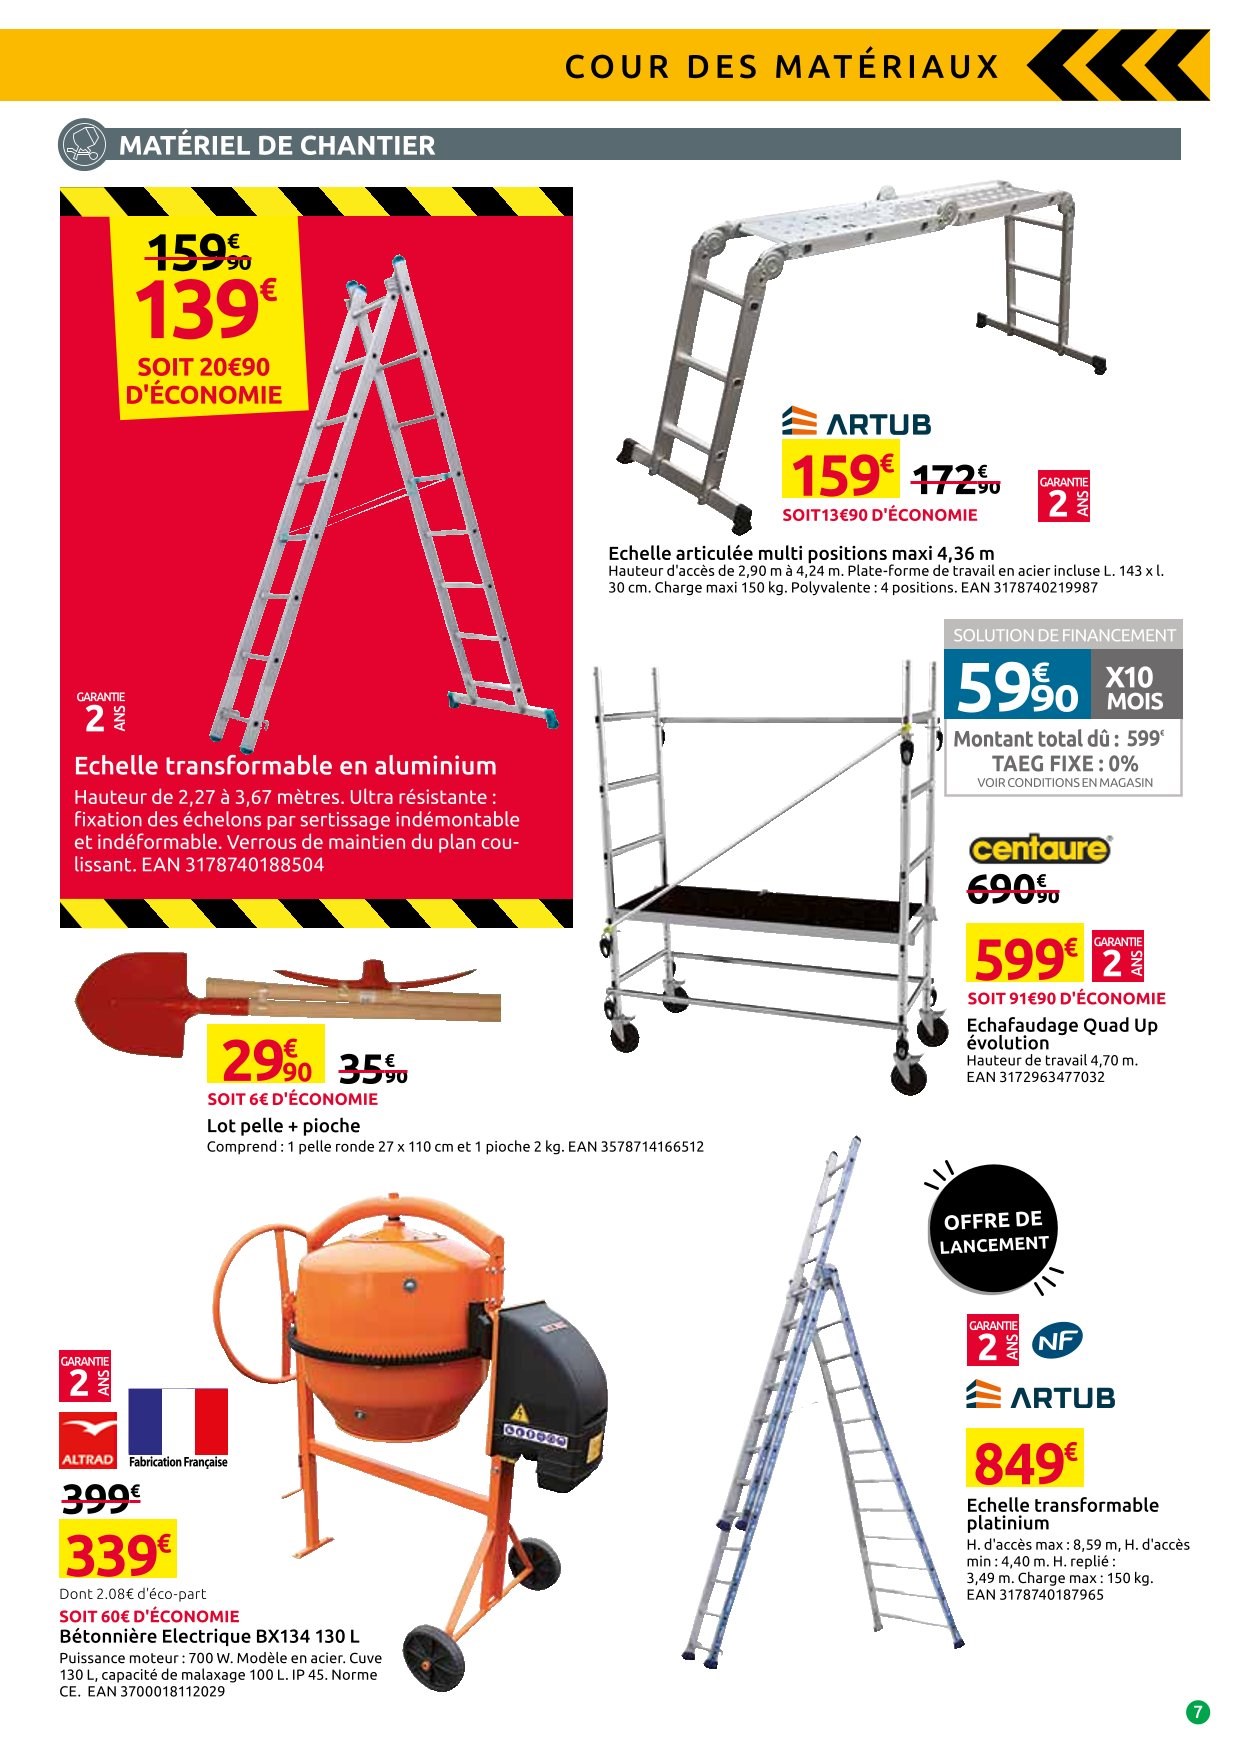 COUR DES MATÉRIAUX
MATÉRIEL DE CHANTIER
159€90
139€
SOIT 20€90
D'ÉCONOMIE
GARANTIE
2 ANS
Echelle transformable en aluminium
Hauteur de 2,27 à 3,67 mètres. Ultra résistante :
fixation des échelons par sertissage indémontable
et indéformable. Verrous de maintien du plan cou-
lissant. EAN 3178740188504
ARTUB
159€ 172€90
SOIT13€90 D'ÉCONOMIE
GARANTIE
2 ANS
Echelle articulée multi positions maxi 4,36 m
Hauteur d'accès de 2,90 m à 4,24 m. Plate-forme de travail en acier incluse L. 143 x l.
30 cm. Charge maxi 150 kg. Polyvalente : 4 positions. EAN 3178740219987
SOLUTION DE FINANCEMENT
59€90 X10
MOIS
Montant total dû : 599€
TAEG FIXE : 0%
VOIR CONDITIONS EN MAGASIN
centaure®
690€90
599€
GARANTIE
2 ANS
SOIT 91€90 D'ÉCONOMIE
Echafaudage Quad Up
évolution
Hauteur de travail 4,70 m.
EAN 3172963477032
29€90 35€90
SOIT 6€ D'ÉCONOMIE
Lot pelle + pioche
Comprend : 1 pelle ronde 27 x 110 cm et 1 pioche 2 kg. EAN 3578714166512
GARANTIE
2 ANS
ALTRAD
Fabrication Française
399€
339€
Dont 2.08€ d'éco-part
SOIT 60€ D'ÉCONOMIE
Bétonnière Electrique BX134 130 L
Puissance moteur : 700 W. Modèle en acier. Cuve
130 L, capacité de malaxage 100 L. IP 45. Norme
CE. EAN 3700018112029
OFFRE DE
LANCEMENT
GARANTIE
2 ANS
NF
ARTUB
849€
Echelle transformable
platinium
H. d'accès max : 8,59 m, H. d'accès
min : 4,40 m. H. replié :
3,49 m. Charge max : 150 kg.
EAN 3178740187965
7